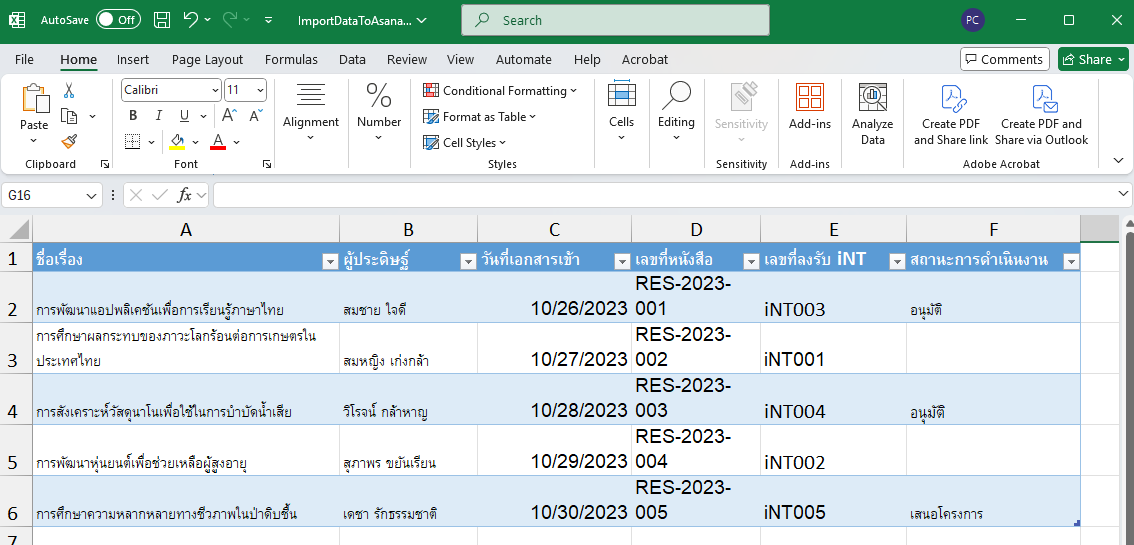 AutoSave Off ImportDataToAsana... Search PC
File Home Insert Page Layout Formulas Data Review View Automate Help Acrobat Comments Share
Paste
Clipboard
Calibri 11
B I U A A
A
Font
Alignment
Number
Conditional Formatting
Format as Table
Cell Styles
Styles
Cells
Editing
Sensitivity
Sensitivity
Add-ins
Add-ins
Analyze
Data
Create PDF
and Share link
Create PDF and
Share via Outlook
Adobe Acrobat
G16 fx
A B C D E F
1 ชื่อเรื่อง ผู้ประดิษฐ์ วันที่เอกสารเข้า เลขที่หนังสือ เลขที่ลงรับ iNT สถานะการดำเนินงาน
RES-2023-
2 การพัฒนาแอปพลิเคชันเพื่อการเรียนรู้ภาษาไทย สมชาย ใจดี 10/26/2023 001 iNT003 อนุมัติ
การศึกษาผลกระทบของภาวะโลกร้อนต่อการเกษตรใน RES-2023-
3 ประเทศไทย สมหญิง เก่งกล้า 10/27/2023 002 iNT001
RES-2023-
4 การสังเคราะห์วัสดุนาโนเพื่อใช้ในการบำบัดน้ำเสีย วิโรจน์ กล้าหาญ 10/28/2023 003 iNT004 อนุมัติ
RES-2023-
5 การพัฒนาหุ่นยนต์เพื่อช่วยเหลือผู้สูงอายุ สุภาพร ขยันเรียน 10/29/2023 004 iNT002
RES-2023-
6 การศึกษาความหลากหลายทางชีวภาพในป่าดิบชื้น เดชา รักธรรมชาติ 10/30/2023 005 iNT005 เสนอโครงการ
7